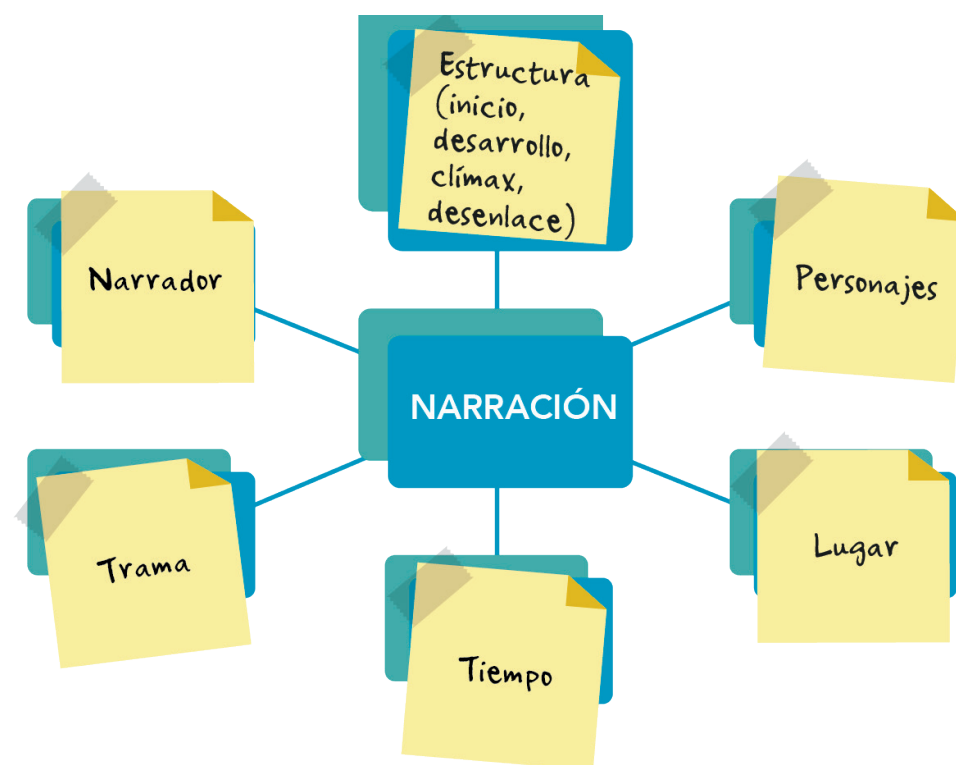 Estructura
(inicio,
desarrollo,
clímax,
desenlace)
Narrador
Personajes
NARRACIÓN
Trama
Lugar
Tiempo